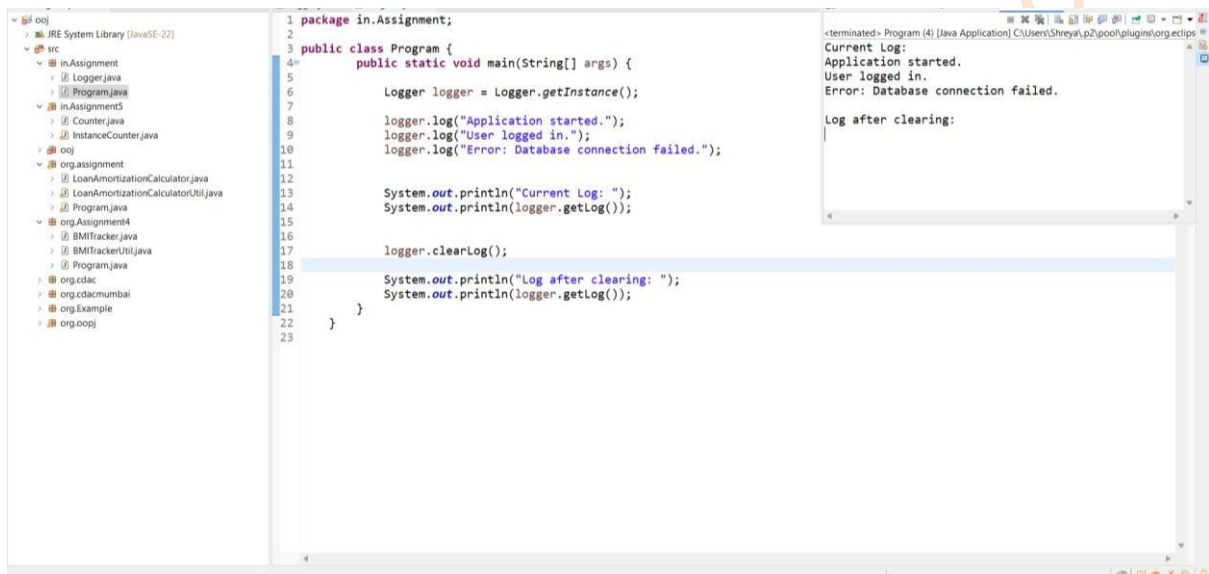 ooj
JRE System Library [JavaSE-22]
src
in.Assignment
Logger.java
Program.java
in.Assignment5
Counter.java
InstanceCounter.java
ooj
org.assignment
LoanAmortizationCalculator.java
LoanAmortizationCalculatorUtil.java
Program.java
org.Assignment4
BMITracker.java
BMITrackerUtil.java
Program.java
org.cdac
org.cdacmumbai
org.Example
org.oopj
1 package in.Assignment;
2
3 public class Program {
4 public static void main(String[] args) {
5
6 Logger logger = Logger.getInstance();
7
8 logger.log("Application started.");
9 logger.log("User logged in.");
10 logger.log("Error: Database connection failed.");
11
12
13 System.out.println("Current Log: ");
14 System.out.println(logger.getLog());
15
16
17 logger.clearLog();
18
19 System.out.println("Log after clearing: ");
20 System.out.println(logger.getLog());
21 }
22 }
23
<terminated> Program (4) [Java Application] C:\Users\Shreya\.p2\pool\plugins\org.eclips
Current Log:
Application started.
User logged in.
Error: Database connection failed.
Log after clearing: